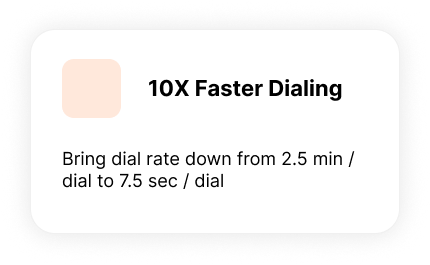 10X Faster Dialing
Bring dial rate down from 2.5 min /
dial to 7.5 sec / dial